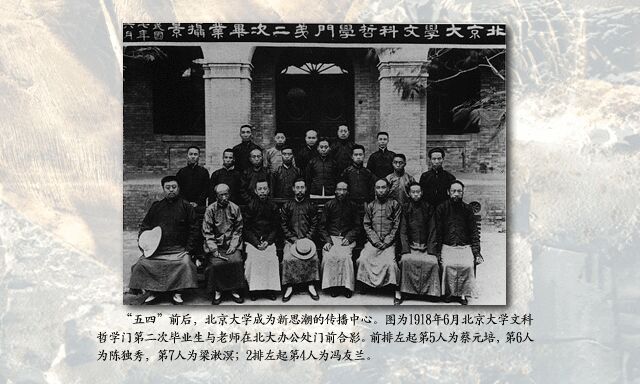 北京大學文科哲學門苐二次畢業攝景
民國
七年
六月
“五四”前后，北京大学成为新思潮的传播中心。图为1918年6月北京大学文科
哲学门第二次毕业生与老师在北大办公处门前合影。前排左起第5人为蔡元培，第6人
为陈独秀，第7人为梁漱溟；2排左起第4人为冯友兰。